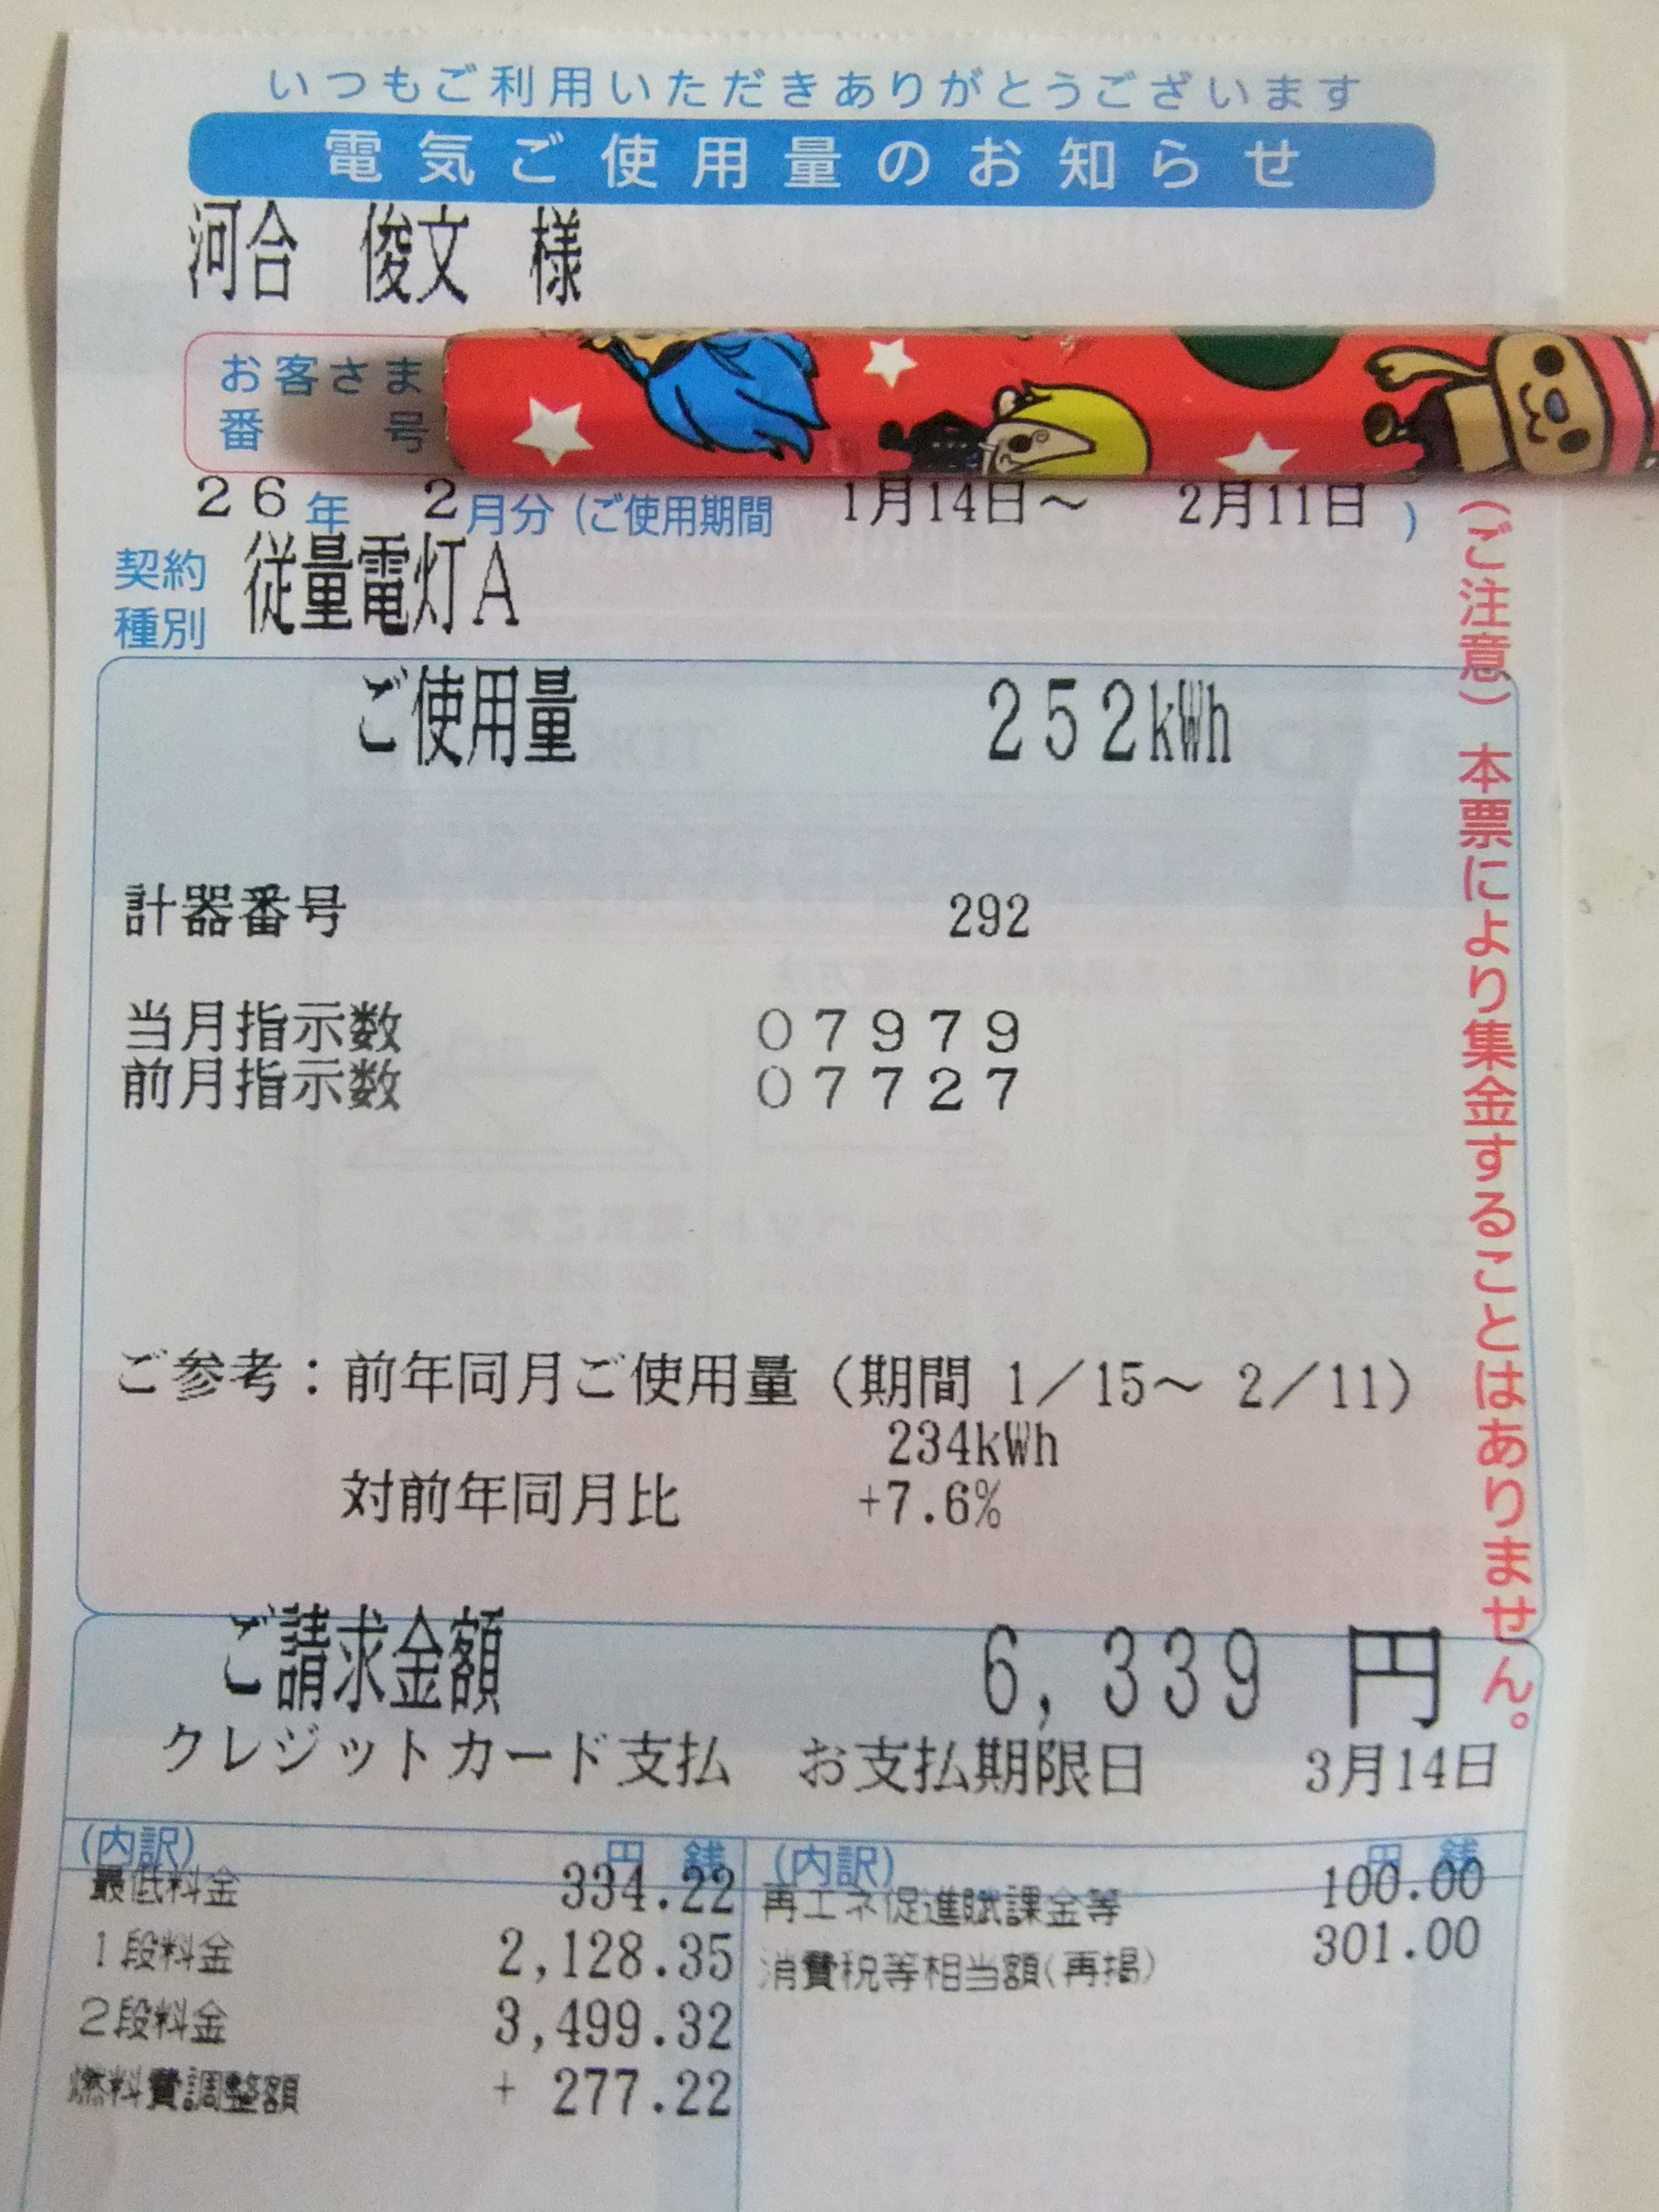 いつもご利用いただきありがとうございます
電気ご使用量のお知らせ
河合 俊文 様
お客さま
番 号
26年 2月分(ご使用期間 1月14日～ 2月11日)
契約
種別 従量電灯A
ご使用量 252kWh
計器番号 292
当月指示数 07979
前月指示数 07727
ご参考：前年同月ご使用量(期間 1／15～ 2／11)
234kWh
対前年同月比 +7.6%
ご請求金額 6,339 円
クレジットカード支払 お支払期限日 3月14日
(内訳) 円 銭 (内訳) 円 銭
最低料金 334.22 再エネ促進賦課金等 100.00
1段料金 2,128.35 消費税等相当額(再掲) 301.00
2段料金 3,499.32
燃料費調整額 + 277.22
(ご注意) 本票により集金することはありません。